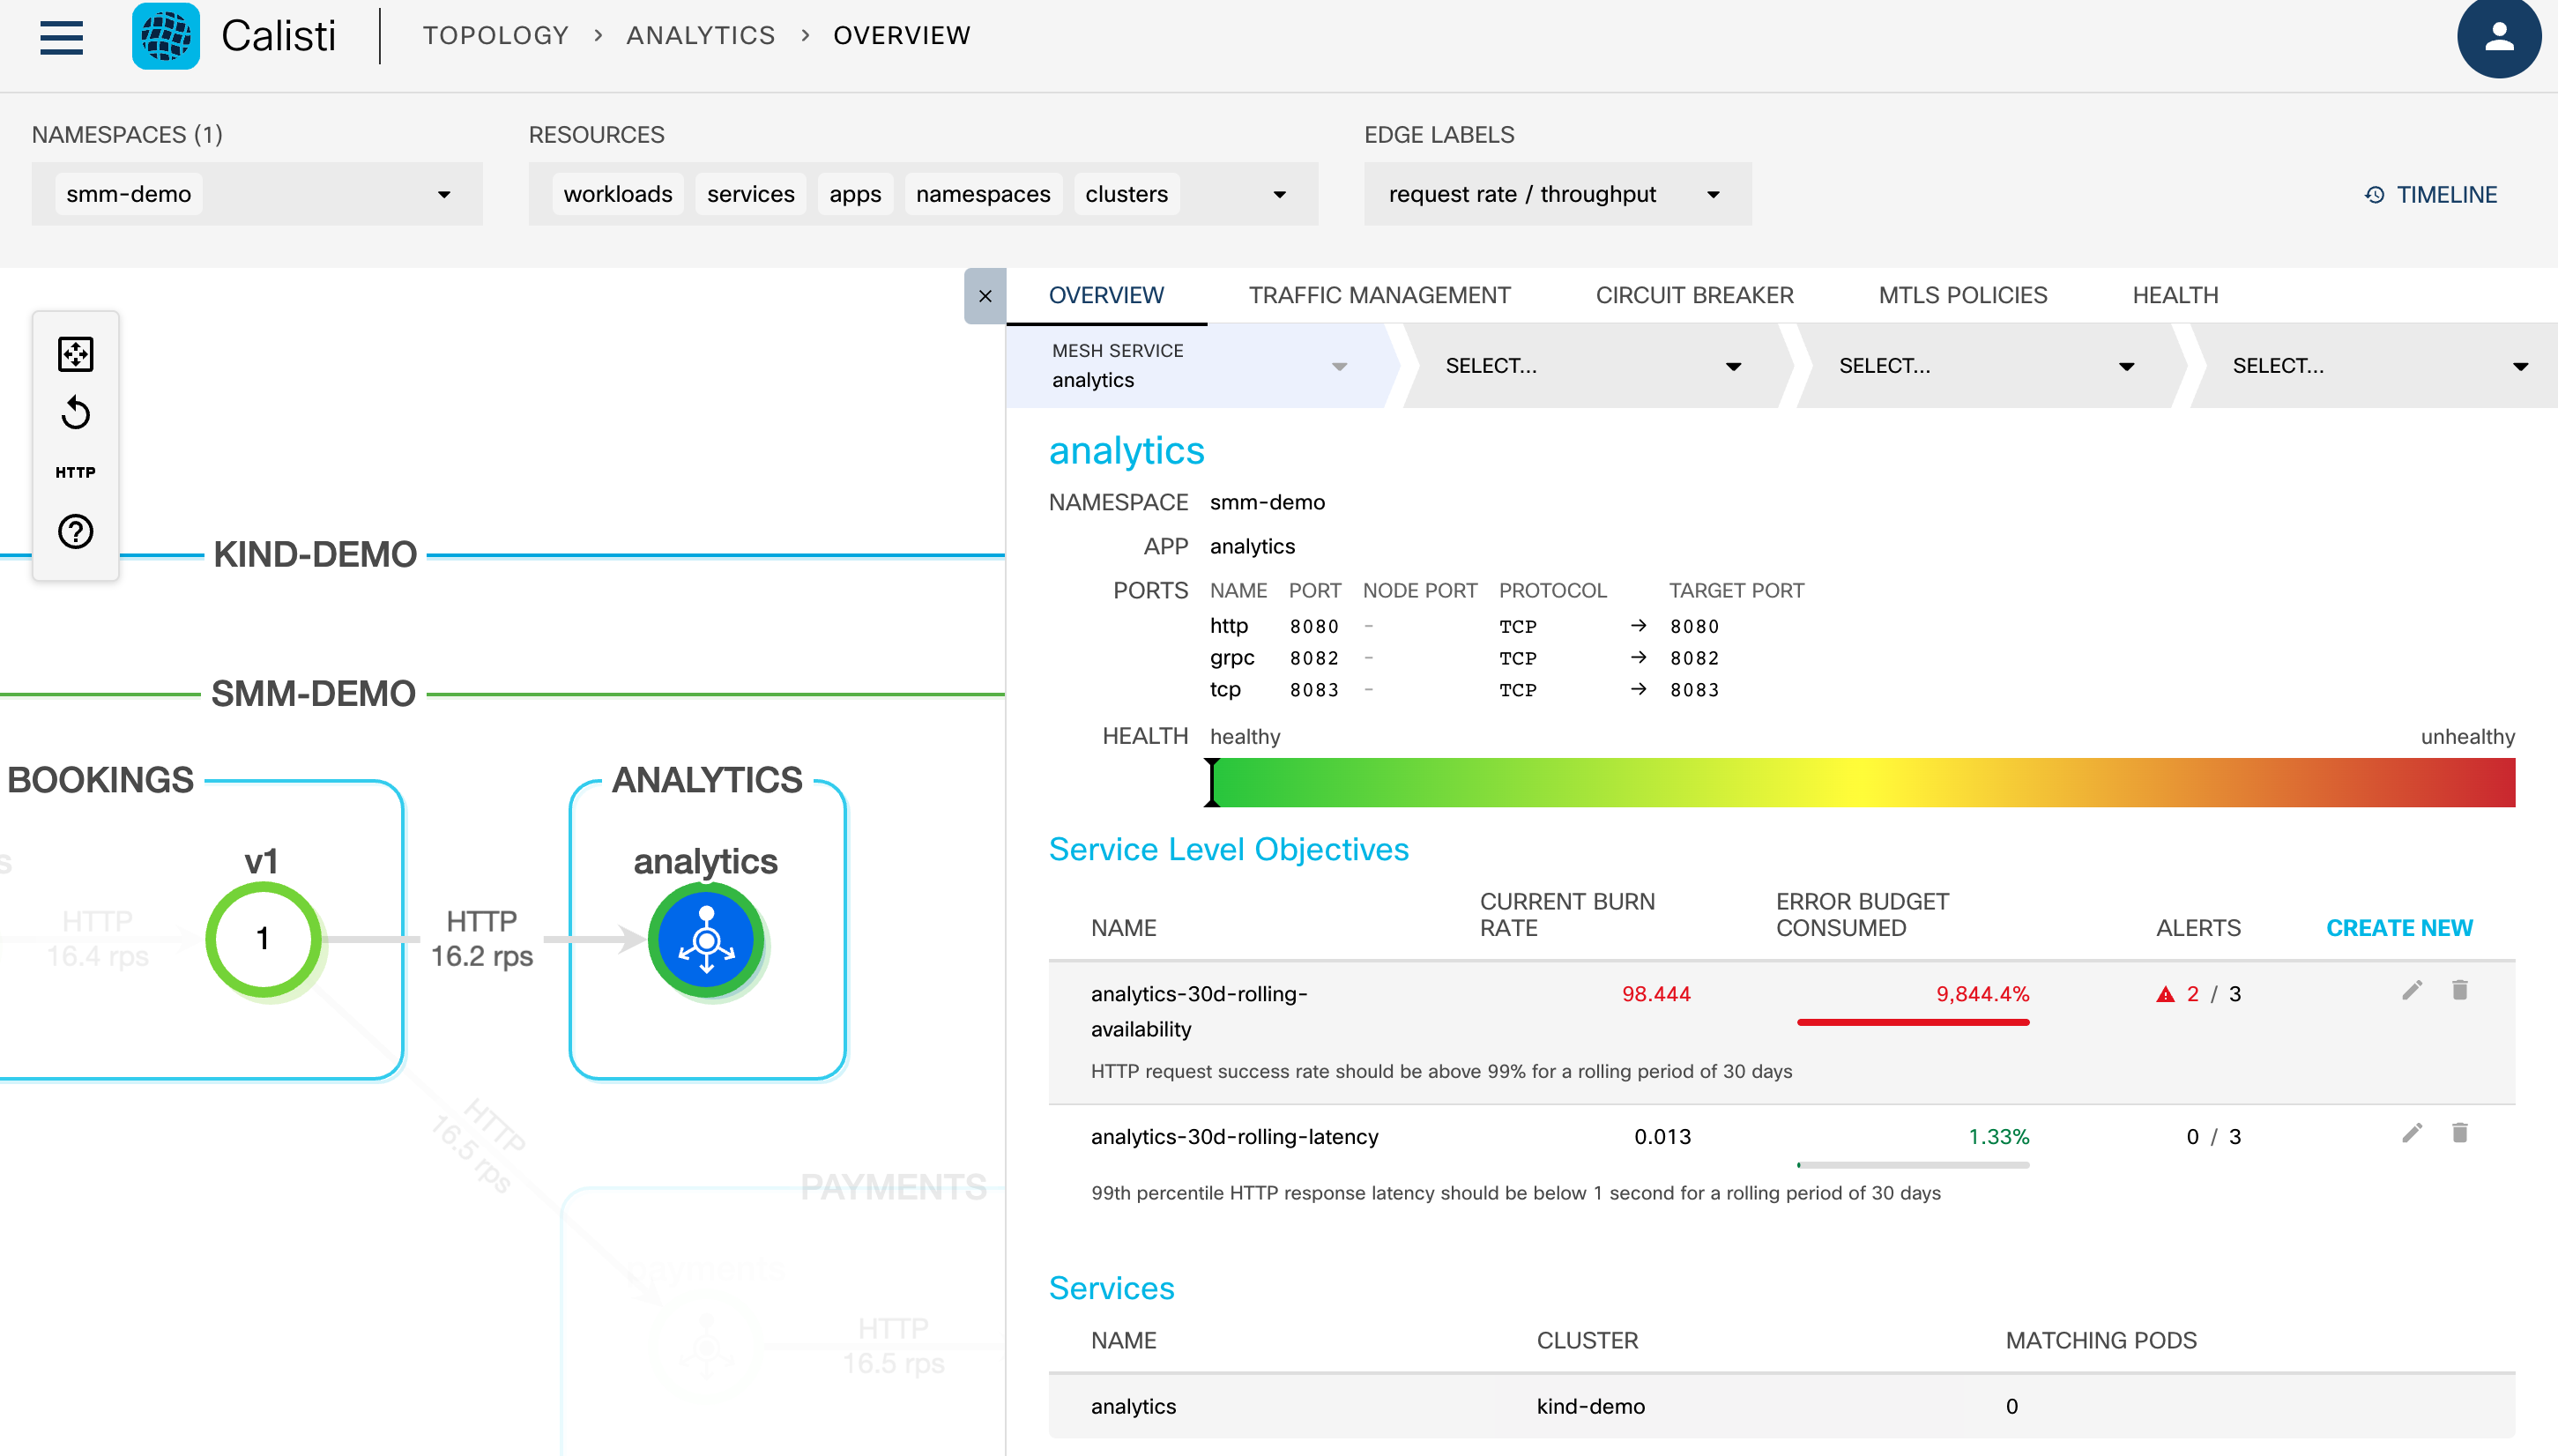 Calisti
TOPOLOGY › ANALYTICS › OVERVIEW
NAMESPACES (1)
smm-demo
RESOURCES
workloads services apps namespaces clusters
EDGE LABELS
request rate / throughput
TIMELINE
HTTP
KIND-DEMO
SMM-DEMO
BOOKINGS
v1
1
HTTP
16.4 rps
HTTP
16.2 rps
ANALYTICS
analytics
HTTP
16.5 rps
PAYMENTS
payments
HTTP
16.5 rps
×
OVERVIEW TRAFFIC MANAGEMENT CIRCUIT BREAKER MTLS POLICIES HEALTH
MESH SERVICE
analytics
SELECT...
SELECT...
SELECT...
analytics
NAMESPACE smm-demo
APP analytics
PORTS NAME PORT NODE PORT PROTOCOL TARGET PORT
http 8080 - TCP → 8080
grpc 8082 - TCP → 8082
tcp 8083 - TCP → 8083
HEALTH healthy unhealthy
Service Level Objectives
NAME CURRENT BURN RATE ERROR BUDGET CONSUMED ALERTS CREATE NEW
analytics-30d-rolling- 98.444 9,844.4% 2 / 3
availability
HTTP request success rate should be above 99% for a rolling period of 30 days
analytics-30d-rolling-latency 0.013 1.33% 0 / 3
99th percentile HTTP response latency should be below 1 second for a rolling period of 30 days
Services
NAME CLUSTER MATCHING PODS
analytics kind-demo 0